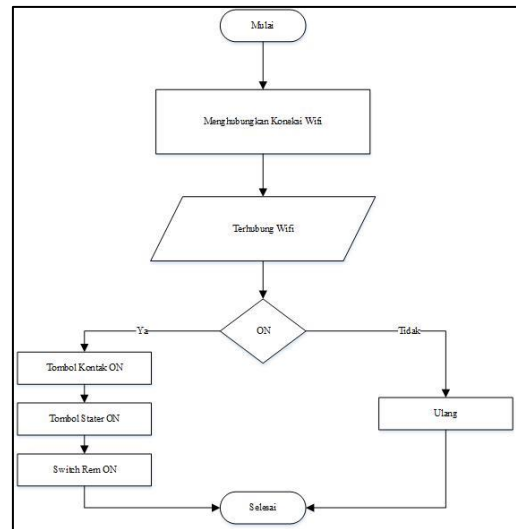 Mulai
Menghubungkan Koneksi Wifi
Terhubung Wifi
ON
Ya
Tidak
Tombol Kontak ON
Tombol Stater ON
Switch Rem ON
Ulang
Selesai